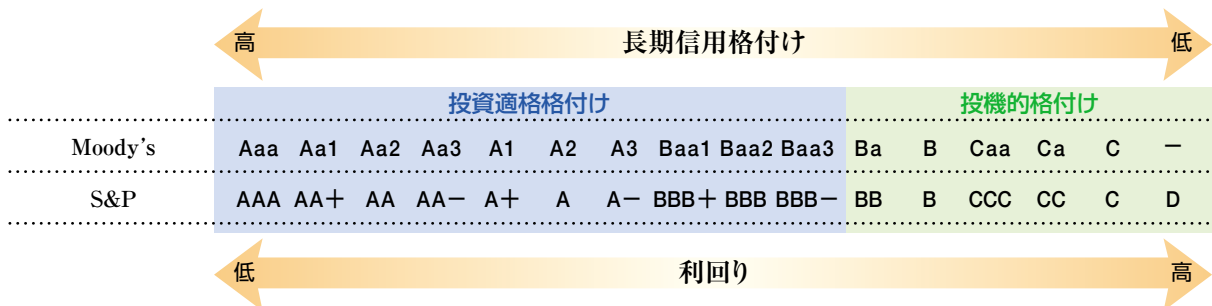 高 長期信用格付け 低
投資適格格付け 投機的格付け
Moody's Aaa Aa1 Aa2 Aa3 A1 A2 A3 Baa1 Baa2 Baa3 Ba B Caa Ca C －
S&P AAA AA＋ AA AA－ A＋ A A－ BBB＋ BBB BBB－ BB B CCC CC C D
低 利回り 高